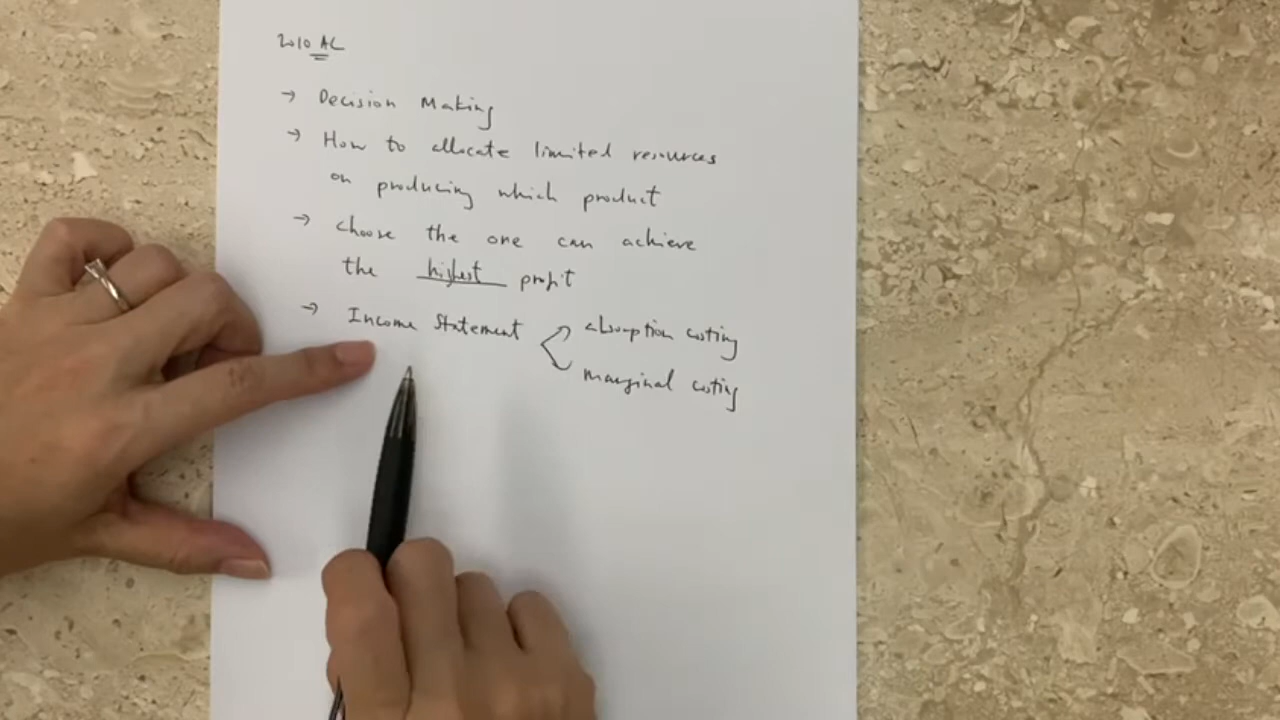 2010 AL
→ Decision Making
→ How to allocate limited resources
on producing which product
→ choose the one can achieve
the highest profit
→ Income Statement
absorption costing
marginal costing